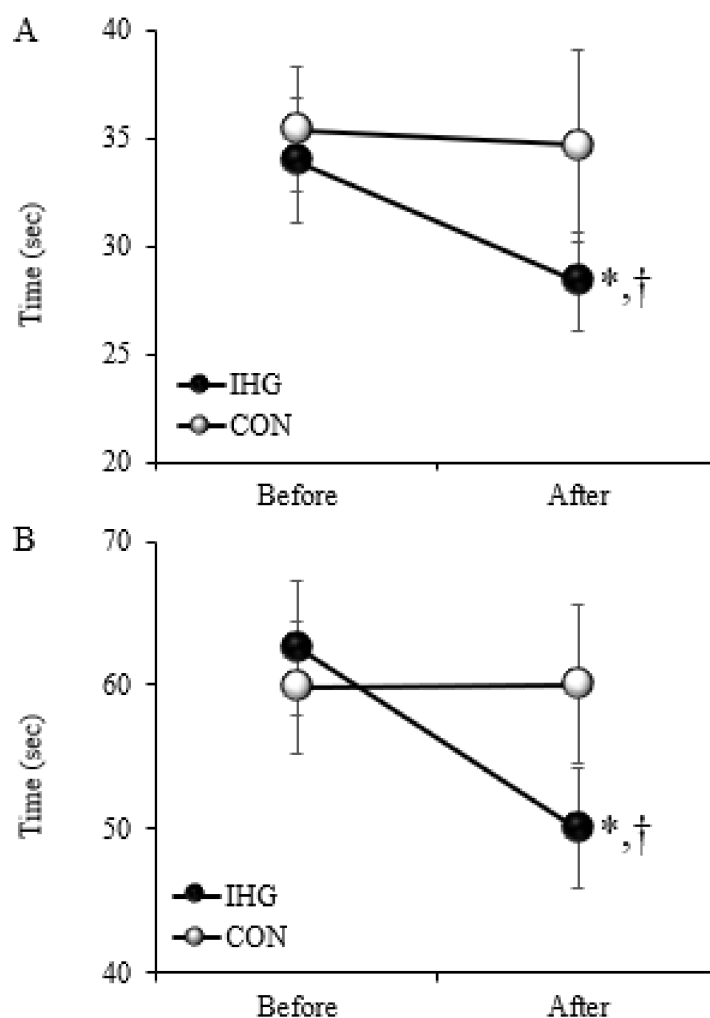 A
40
35
30
25
20
Time (sec)
*,†
IHG
CON
Before After
B
70
60
50
40
Time (sec)
*,†
IHG
CON
Before After